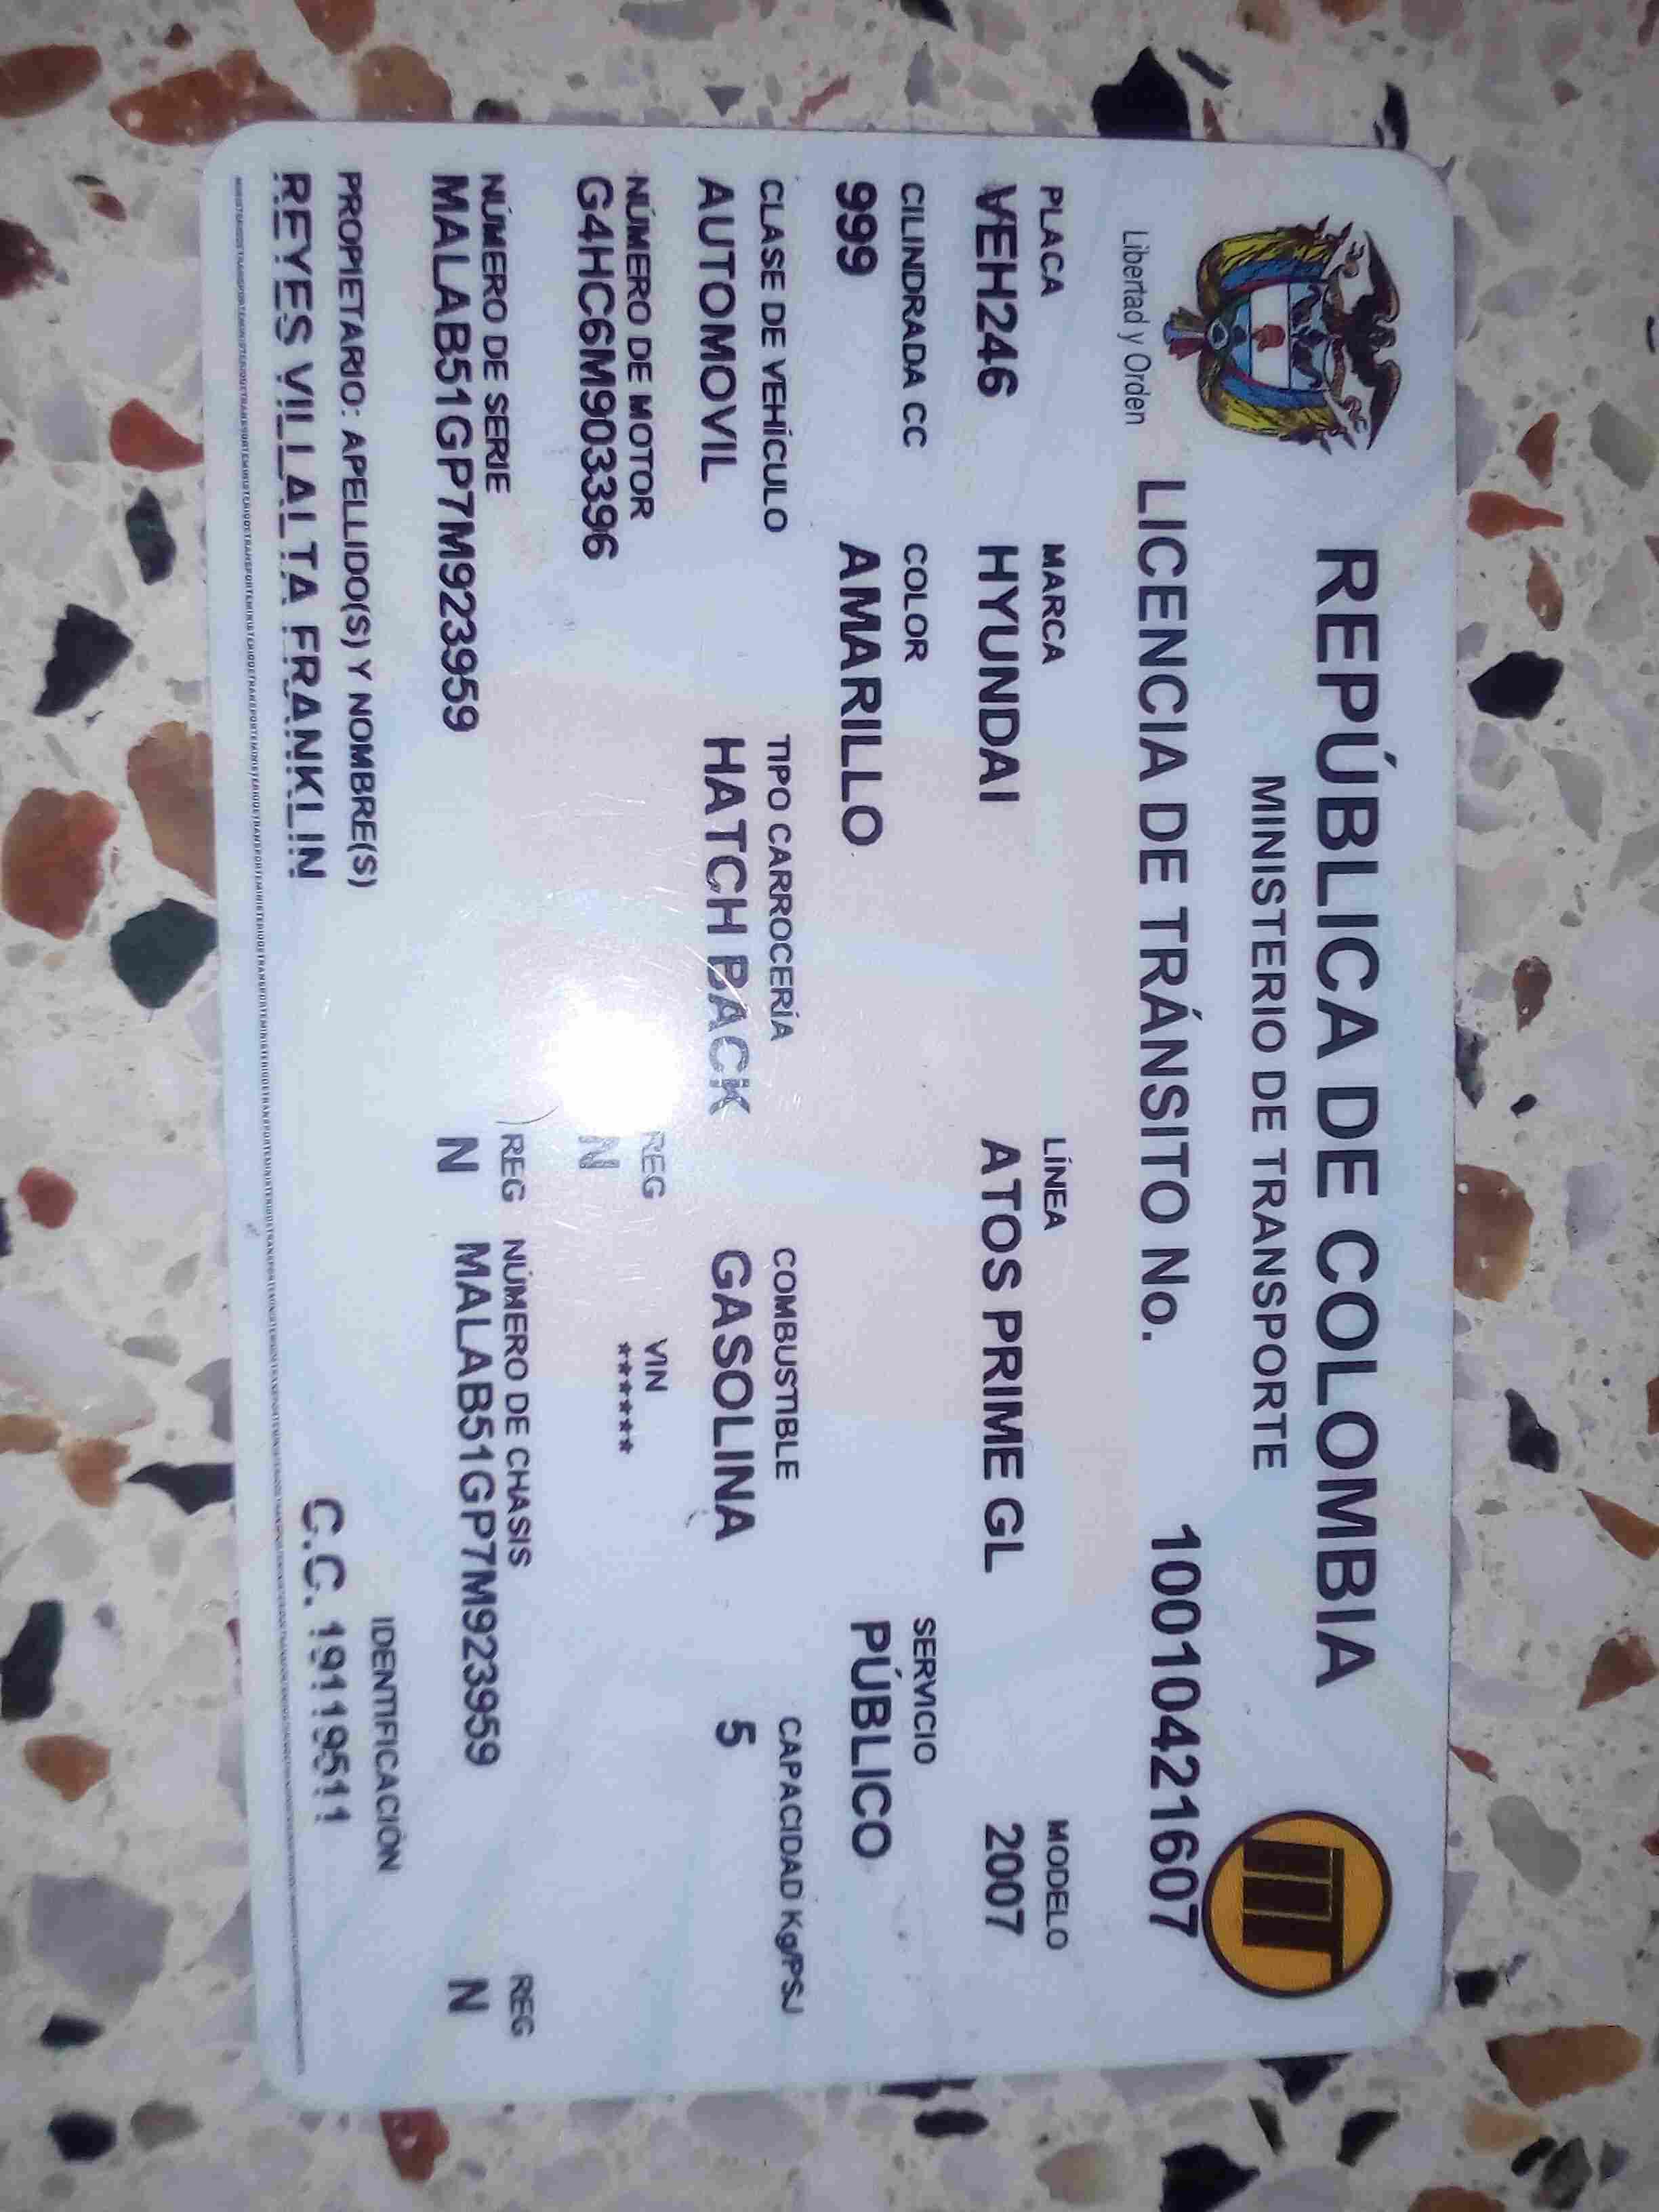 REPÚBLICA DE COLOMBIA
MINISTERIO DE TRANSPORTE
Libertad y Orden
LICENCIA DE TRÁNSITO No. 10010421607
PLACA MARCA LÍNEA MODELO
VEH246 HYUNDAI ATOS PRIME GL 2007
CILINDRADA CC COLOR SERVICIO
999 AMARILLO PÚBLICO
CLASE DE VEHÍCULO TIPO CARROCERÍA COMBUSTIBLE CAPACIDAD Kg/PSJ
AUTOMOVIL HATCH BACK GASOLINA 5
NÚMERO DE MOTOR REG VIN
G4HC6M903396 N ******
NÚMERO DE SERIE REG NÚMERO DE CHASIS REG
MALAB51GP7M923959 N MALAB51GP7M923959 N
PROPIETARIO: APELLIDO(S) Y NOMBRE(S) IDENTIFICACIÓN
REYES VILLALTA FRANKLIN C.C. 19119511